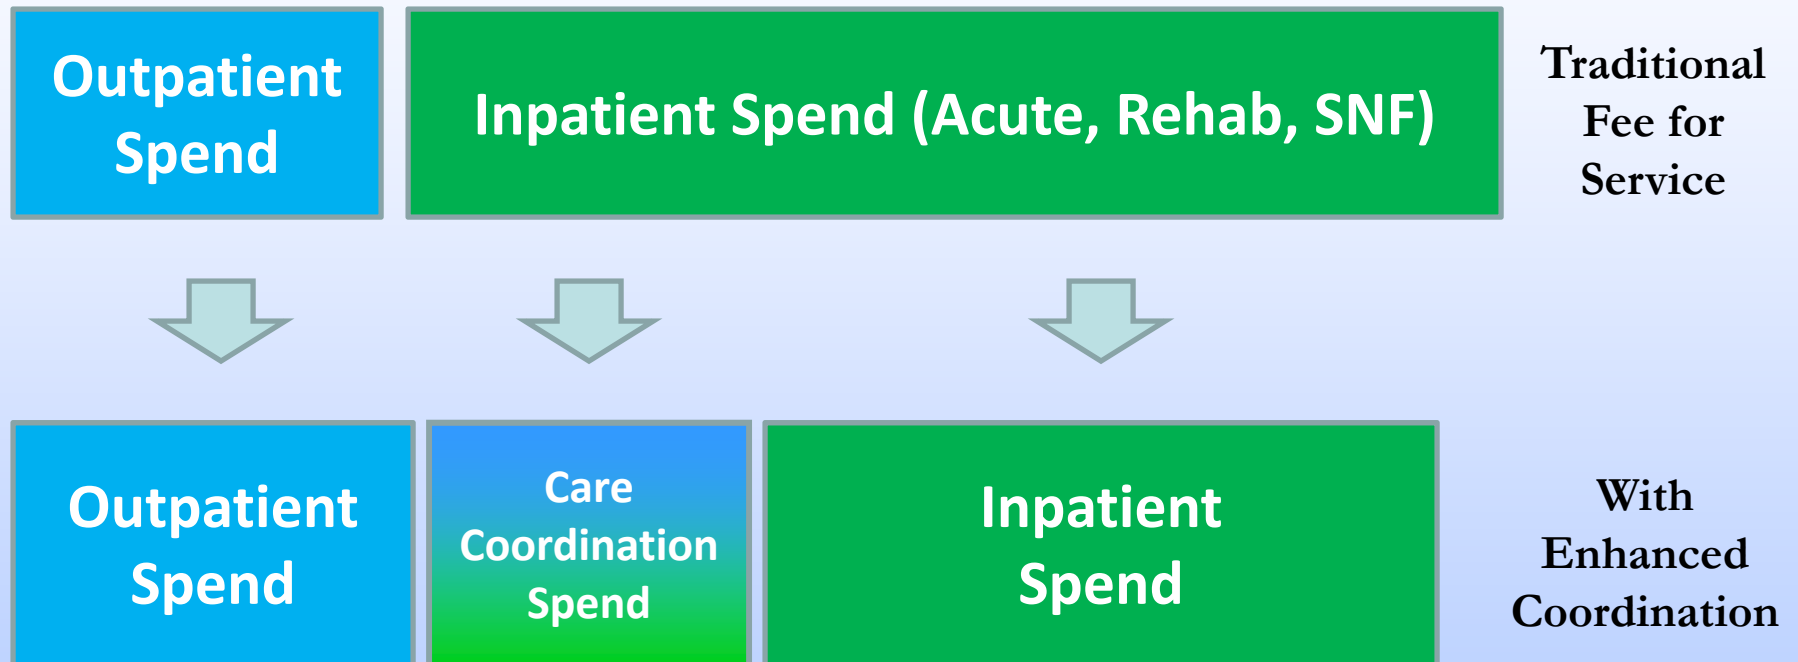 Outpatient
Spend
Inpatient Spend (Acute, Rehab, SNF)
Traditional
Fee for
Service
Outpatient
Spend
Care
Coordination
Spend
Inpatient
Spend
With
Enhanced
Coordination